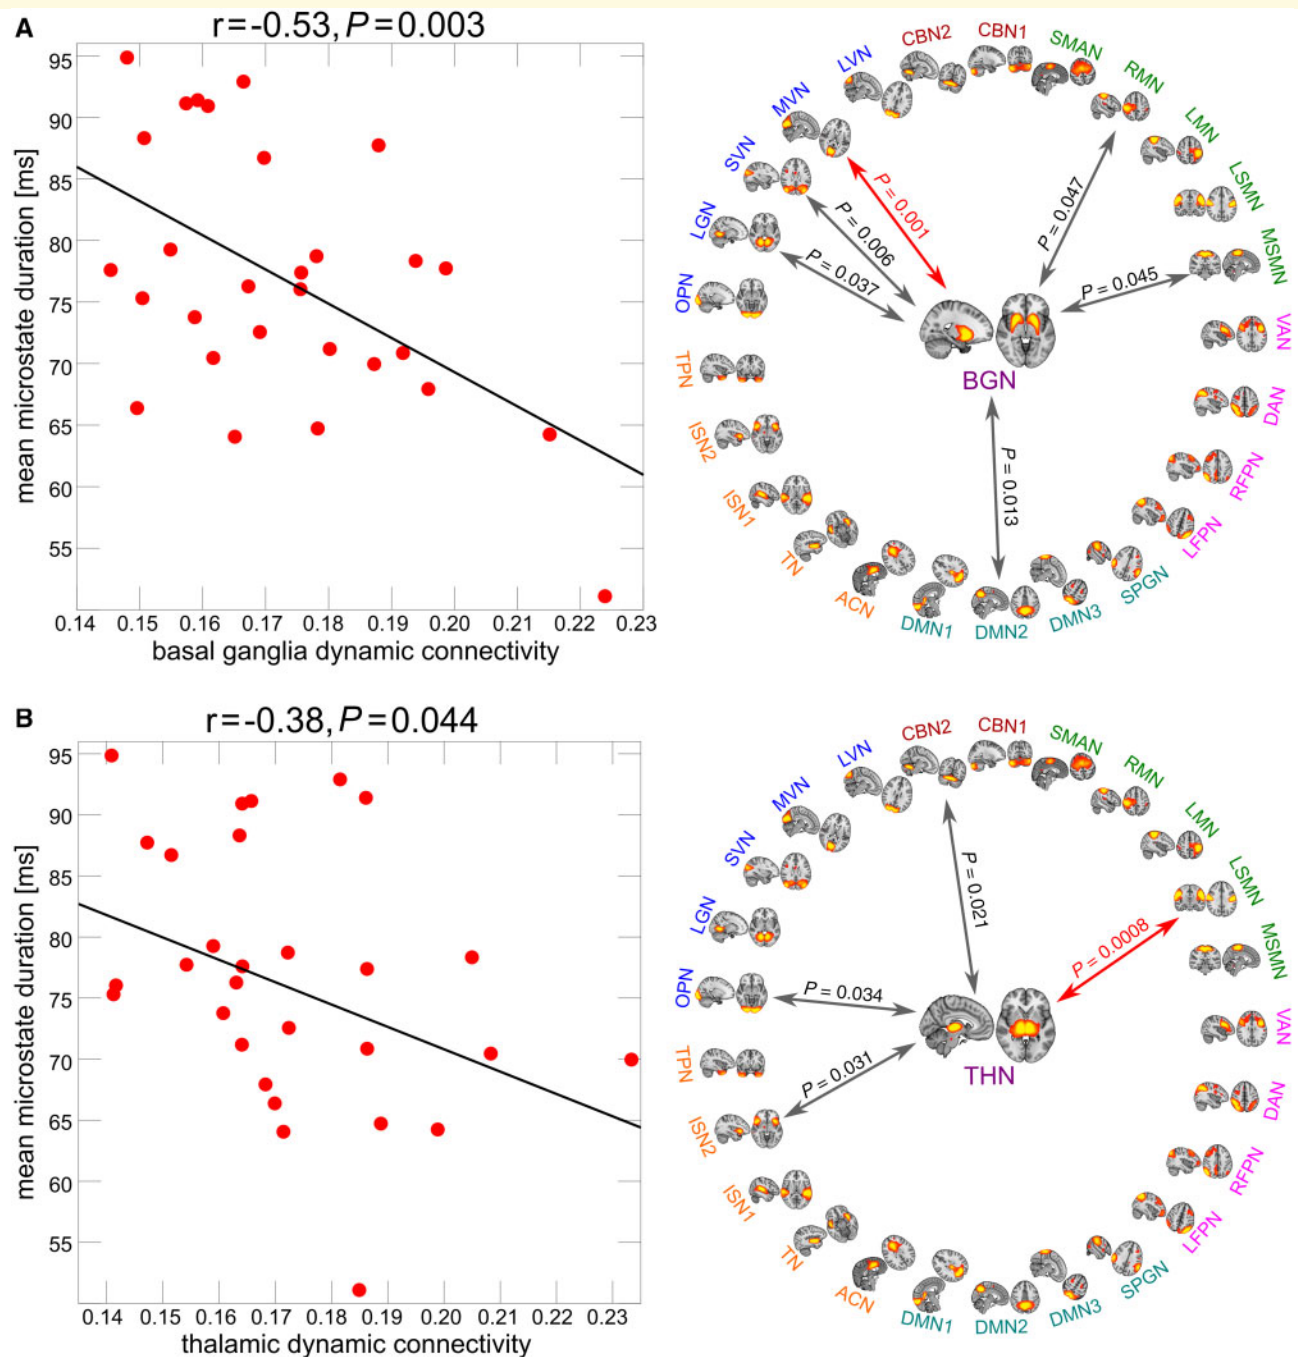 A
r=-0.53, P=0.003
mean microstate duration [ms]
95
90
85
80
75
70
65
60
55
0.14 0.15 0.16 0.17 0.18 0.19 0.20 0.21 0.22 0.23
basal ganglia dynamic connectivity
CBN2
CBN1
SMAN
RMN
LMN
LSMN
MSMN
VAN
DAN
RFPN
LFPN
SPGN
DMN3
DMN2
DMN1
ACN
TN
ISN1
ISN2
TPN
OPN
LGN
SVN
MVN
LVN
P = 0.001
P = 0.006
P = 0.037
P = 0.047
P = 0.045
P = 0.013
BGN
B
r=-0.38, P=0.044
mean microstate duration [ms]
95
90
85
80
75
70
65
60
55
0.14 0.15 0.16 0.17 0.18 0.19 0.20 0.21 0.22 0.23
thalamic dynamic connectivity
CBN2
CBN1
SMAN
RMN
LMN
LSMN
MSMN
VAN
DAN
RFPN
LFPN
SPGN
DMN3
DMN2
DMN1
ACN
TN
ISN1
ISN2
TPN
OPN
LGN
SVN
MVN
LVN
P = 0.021
P = 0.0008
P = 0.034
P = 0.031
THN